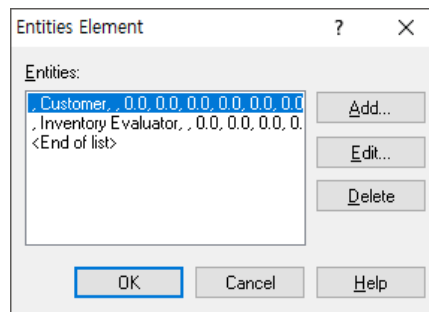 Entities Element ? ×
Entities:
, Customer, , 0.0, 0.0, 0.0, 0.0, 0.0, 0.0
, Inventory Evaluator, , 0.0, 0.0, 0.0, 0.
<End of list>
Add...
Edit...
Delete
OK Cancel Help